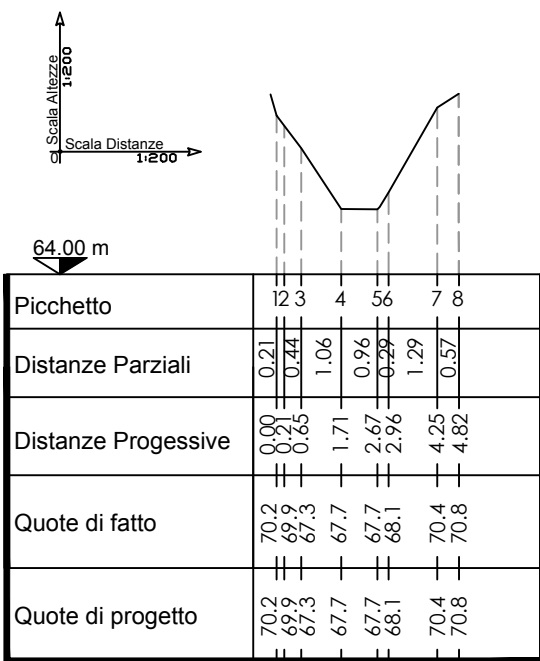 Scala Altezze
1:200
0
Scala Distanze
1:200
64.00 m
Picchetto 1 2 3 4 5 6 7 8
Distanze Parziali 0.21 0.44 1.06 0.96 0.29 1.29 0.57
Distanze Progessive 0.00 0.21 0.65 1.71 2.67 2.96 4.25 4.82
Quote di fatto 70.2 69.9 67.3 67.7 67.7 68.1 70.4 70.8
Quote di progetto 70.2 69.9 67.3 67.7 67.7 68.1 70.4 70.8